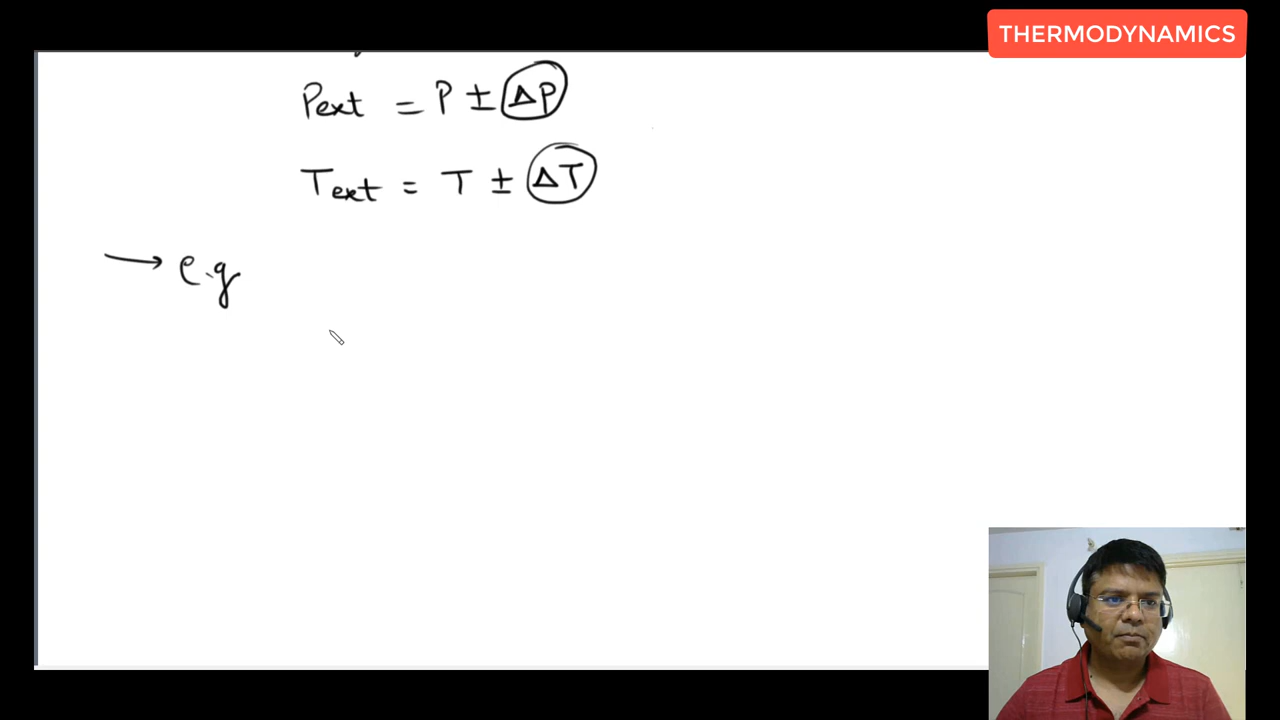 THERMODYNAMICS
Pext = P ± ΔP
Text = T ± ΔT
→ e.g